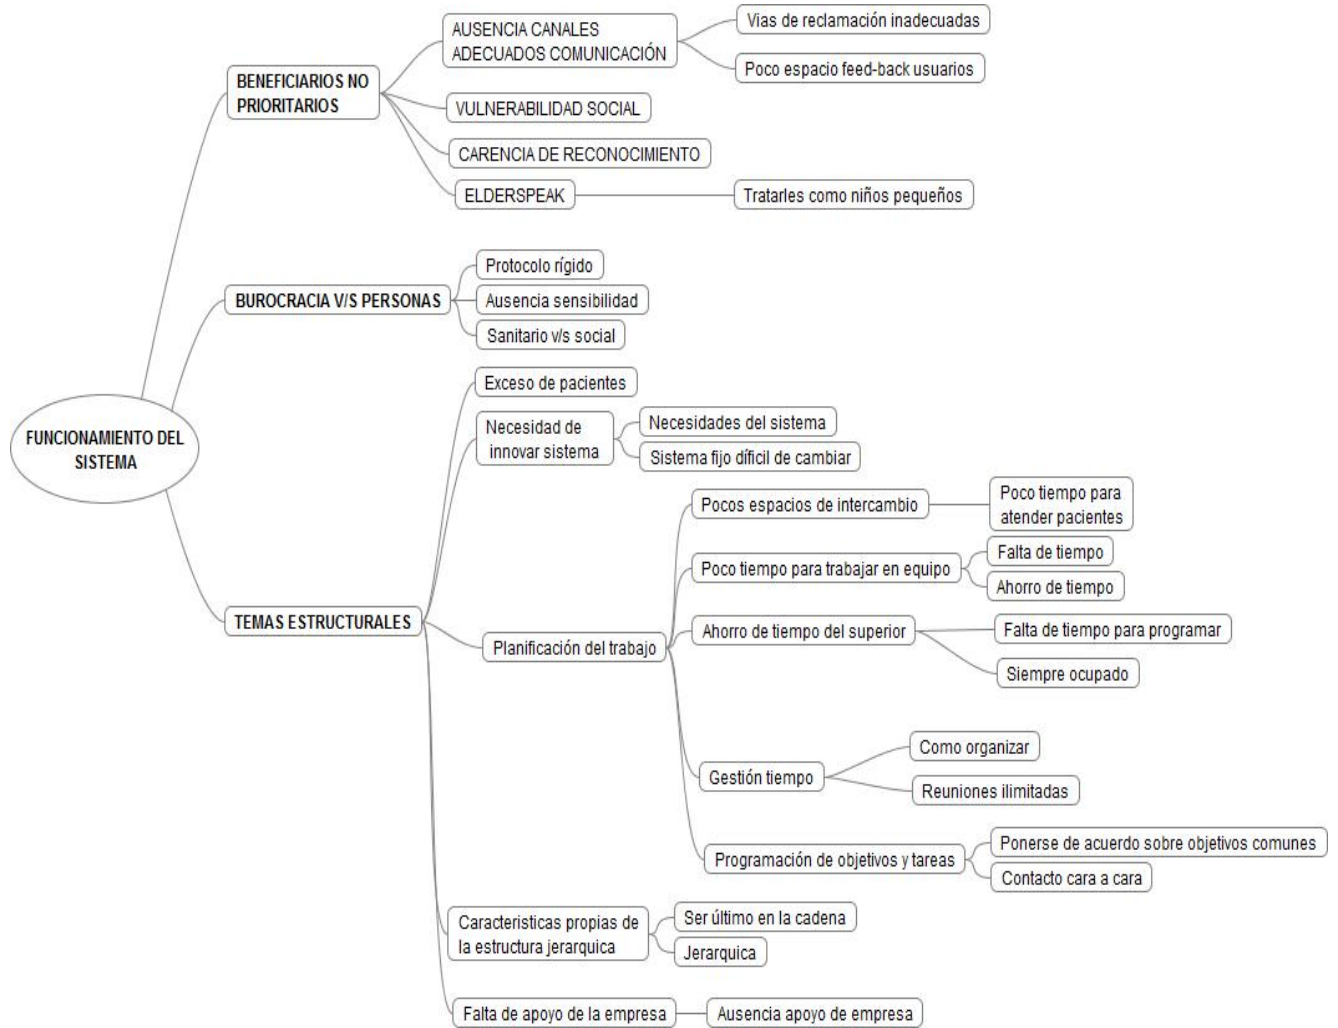 FUNCIONAMIENTO DEL
SISTEMA
BENEFICIARIOS NO
PRIORITARIOS
AUSENCIA CANALES
ADECUADOS COMUNICACIÓN
Vias de reclamación inadecuadas
Poco espacio feed-back usuarios
VULNERABILIDAD SOCIAL
CARENCIA DE RECONOCIMIENTO
ELDERSPEAK
Tratarles como niños pequeños
BUROCRACIA V/S PERSONAS
Protocolo rígido
Ausencia sensibilidad
Sanitario v/s social
TEMAS ESTRUCTURALES
Exceso de pacientes
Necesidad de
innovar sistema
Necesidades del sistema
Sistema fijo díficil de cambiar
Planificación del trabajo
Pocos espacios de intercambio
Poco tiempo para
atender pacientes
Poco tiempo para trabajar en equipo
Falta de tiempo
Ahorro de tiempo
Ahorro de tiempo del superior
Falta de tiempo para programar
Siempre ocupado
Gestión tiempo
Como organizar
Reuniones ilimitadas
Programación de objetivos y tareas
Ponerse de acuerdo sobre objetivos comunes
Contacto cara a cara
Caracteristicas propias de
la estructura jerarquica
Ser último en la cadena
Jerarquica
Falta de apoyo de la empresa
Ausencia apoyo de empresa